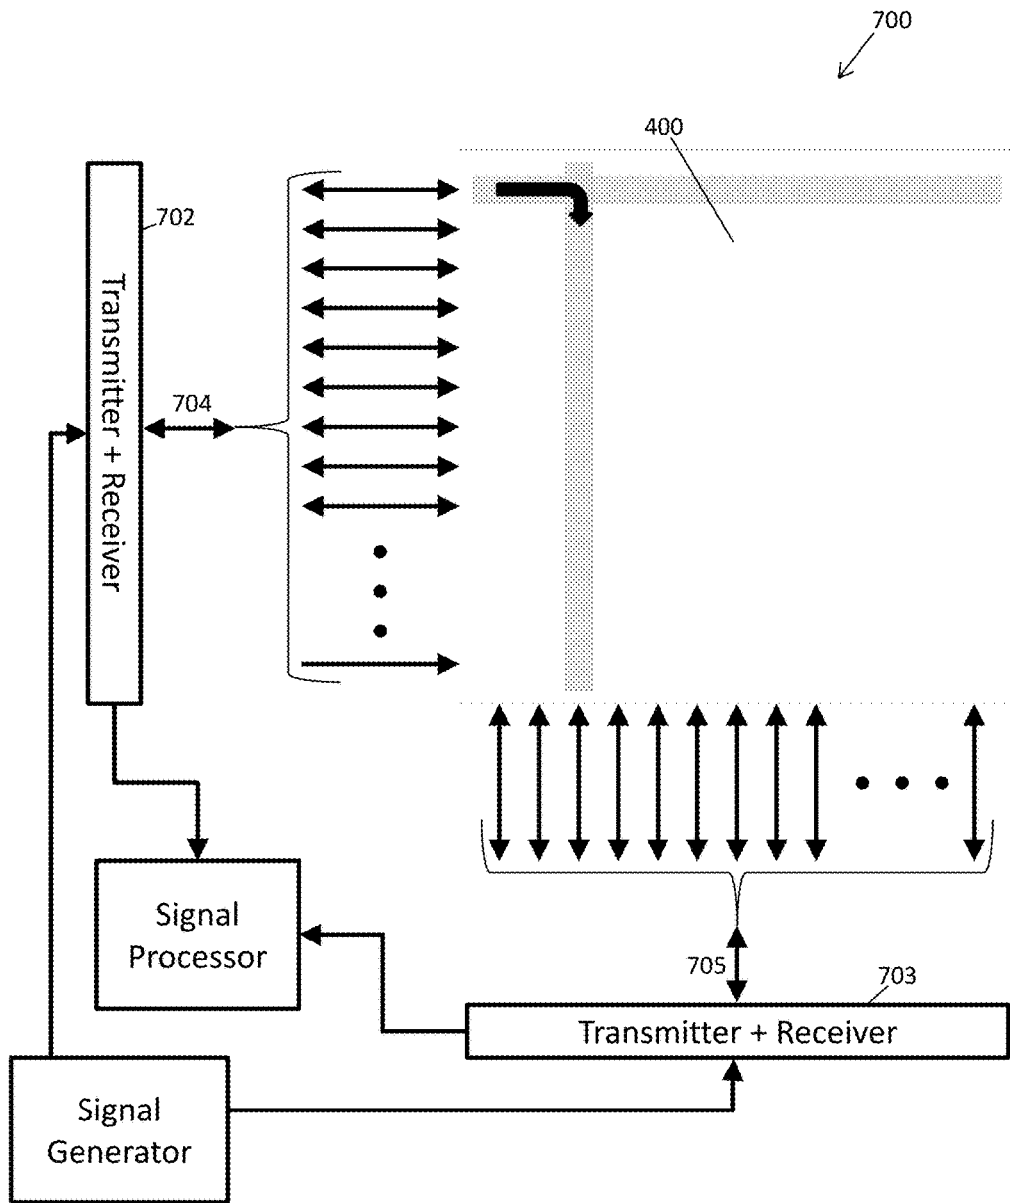 700
400
702
Transmitter + Receiver
704
Signal
Processor
705
703
Transmitter + Receiver
Signal
Generator